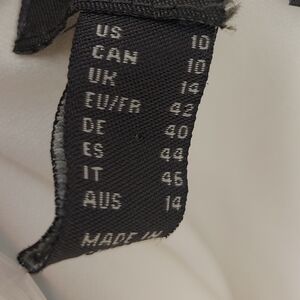 US 10
CAN 10
UK 14
EU/FR 42
DE 40
ES 44
IT 46
AUS 14
MADE IN